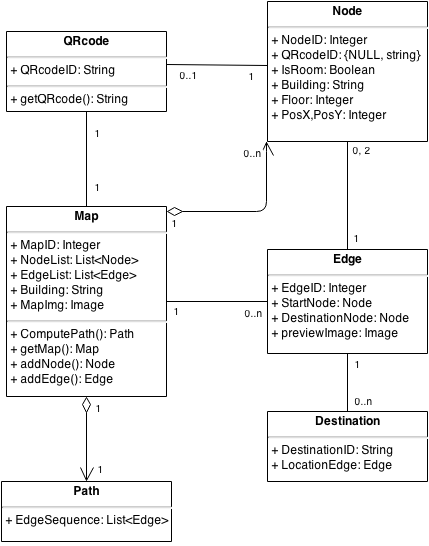 QRcode
+ QRcodeID: String
+ getQRcode(): String
Node
+ NodeID: Integer
+ QRcodeID: {NULL, string}
+ IsRoom: Boolean
+ Building: String
+ Floor: Integer
+ PosX,PosY: Integer
0..1
1
1
1
0..n
1
0, 2
1
Map
+ MapID: Integer
+ NodeList: List<Node>
+ EdgeList: List<Edge>
+ Building: String
+ MapImg: Image
+ ComputePath(): Path
+ getMap(): Map
+ addNode(): Node
+ addEdge(): Edge
Edge
+ EdgeID: Integer
+ StartNode: Node
+ DestinationNode: Node
+ previewImage: Image
1
0..n
1
0..n
1
1
Destination
+ DestinationID: String
+ LocationEdge: Edge
Path
+ EdgeSequence: List<Edge>